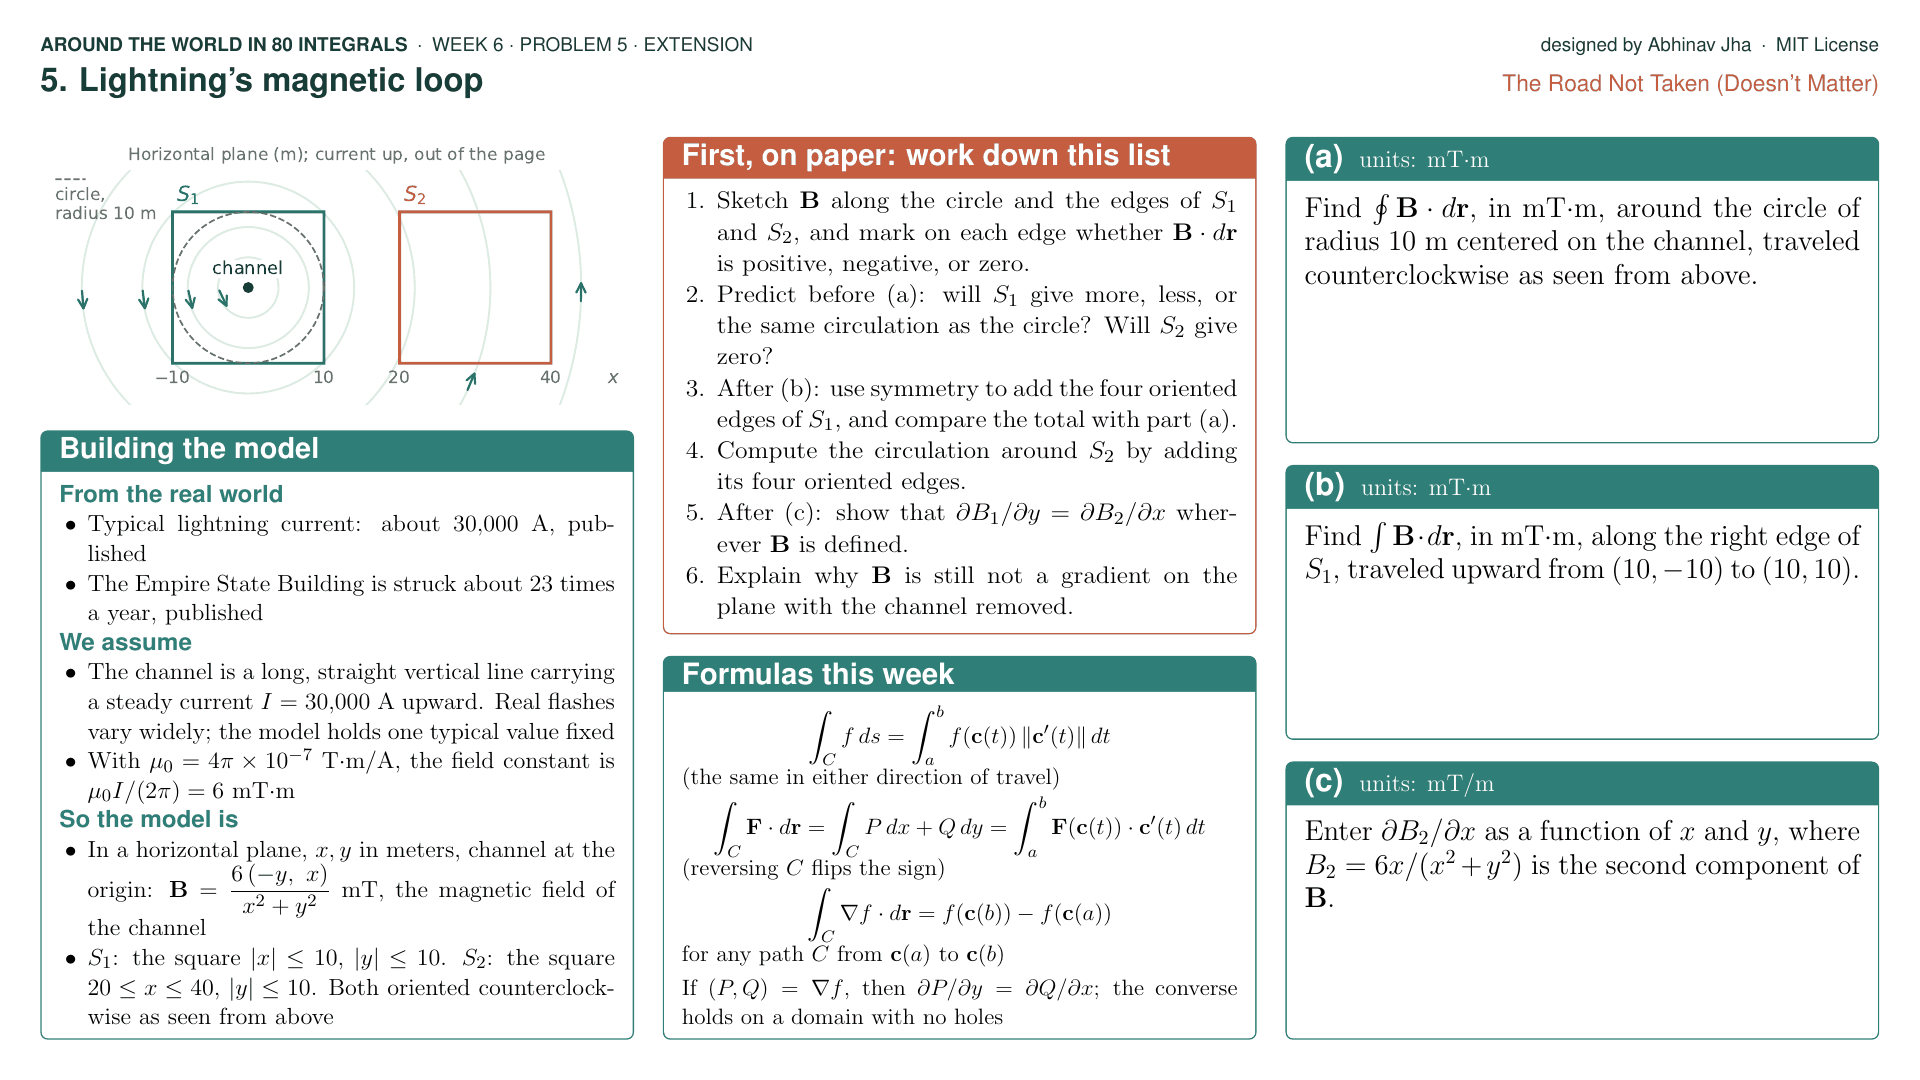 AROUND THE WORLD IN 80 INTEGRALS · WEEK 6 · PROBLEM 5 · EXTENSION
designed by Abhinav Jha · MIT License
5. Lightning’s magnetic loop
The Road Not Taken (Doesn’t Matter)
Horizontal plane (m); current up, out of the page
circle,
radius 10 m
S₁
S₂
channel
−10
10
20
40
x
Building the model
From the real world
• Typical lightning current: about 30,000 A, pub-
lished
• The Empire State Building is struck about 23 times
a year, published
We assume
• The channel is a long, straight vertical line carrying
a steady current I = 30,000 A upward. Real flashes
vary widely; the model holds one typical value fixed
• With μ₀ = 4π × 10⁻⁷ T·m/A, the field constant is
μ₀I/(2π) = 6 mT·m
So the model is
• In a horizontal plane, x, y in meters, channel at the
origin: B = 6 (−y, x) / (x² + y²) mT, the magnetic field of
the channel
• S₁: the square |x| ≤ 10, |y| ≤ 10. S₂: the square
20 ≤ x ≤ 40, |y| ≤ 10. Both oriented counterclock-
wise as seen from above
First, on paper: work down this list
1. Sketch B along the circle and the edges of S₁
and S₂, and mark on each edge whether B · dr
is positive, negative, or zero.
2. Predict before (a): will S₁ give more, less, or
the same circulation as the circle? Will S₂ give
zero?
3. After (b): use symmetry to add the four oriented
edges of S₁, and compare the total with part (a).
4. Compute the circulation around S₂ by adding
its four oriented edges.
5. After (c): show that ∂B₁/∂y = ∂B₂/∂x wher-
ever B is defined.
6. Explain why B is still not a gradient on the
plane with the channel removed.
Formulas this week
∫_C f ds = ∫_a^b f(c(t)) ‖c′(t)‖ dt
(the same in either direction of travel)
∫_C F · dr = ∫_C P dx + Q dy = ∫_a^b F(c(t)) · c′(t) dt
(reversing C flips the sign)
∫_C ∇f · dr = f(c(b)) − f(c(a))
for any path C from c(a) to c(b)
If (P, Q) = ∇f, then ∂P/∂y = ∂Q/∂x; the converse
holds on a domain with no holes
(a) units: mT·m
Find ∮ B · dr, in mT·m, around the circle of
radius 10 m centered on the channel, traveled
counterclockwise as seen from above.
(b) units: mT·m
Find ∫ B·dr, in mT·m, along the right edge of
S₁, traveled upward from (10, −10) to (10, 10).
(c) units: mT/m
Enter ∂B₂/∂x as a function of x and y, where
B₂ = 6x/(x² + y²) is the second component of
B.